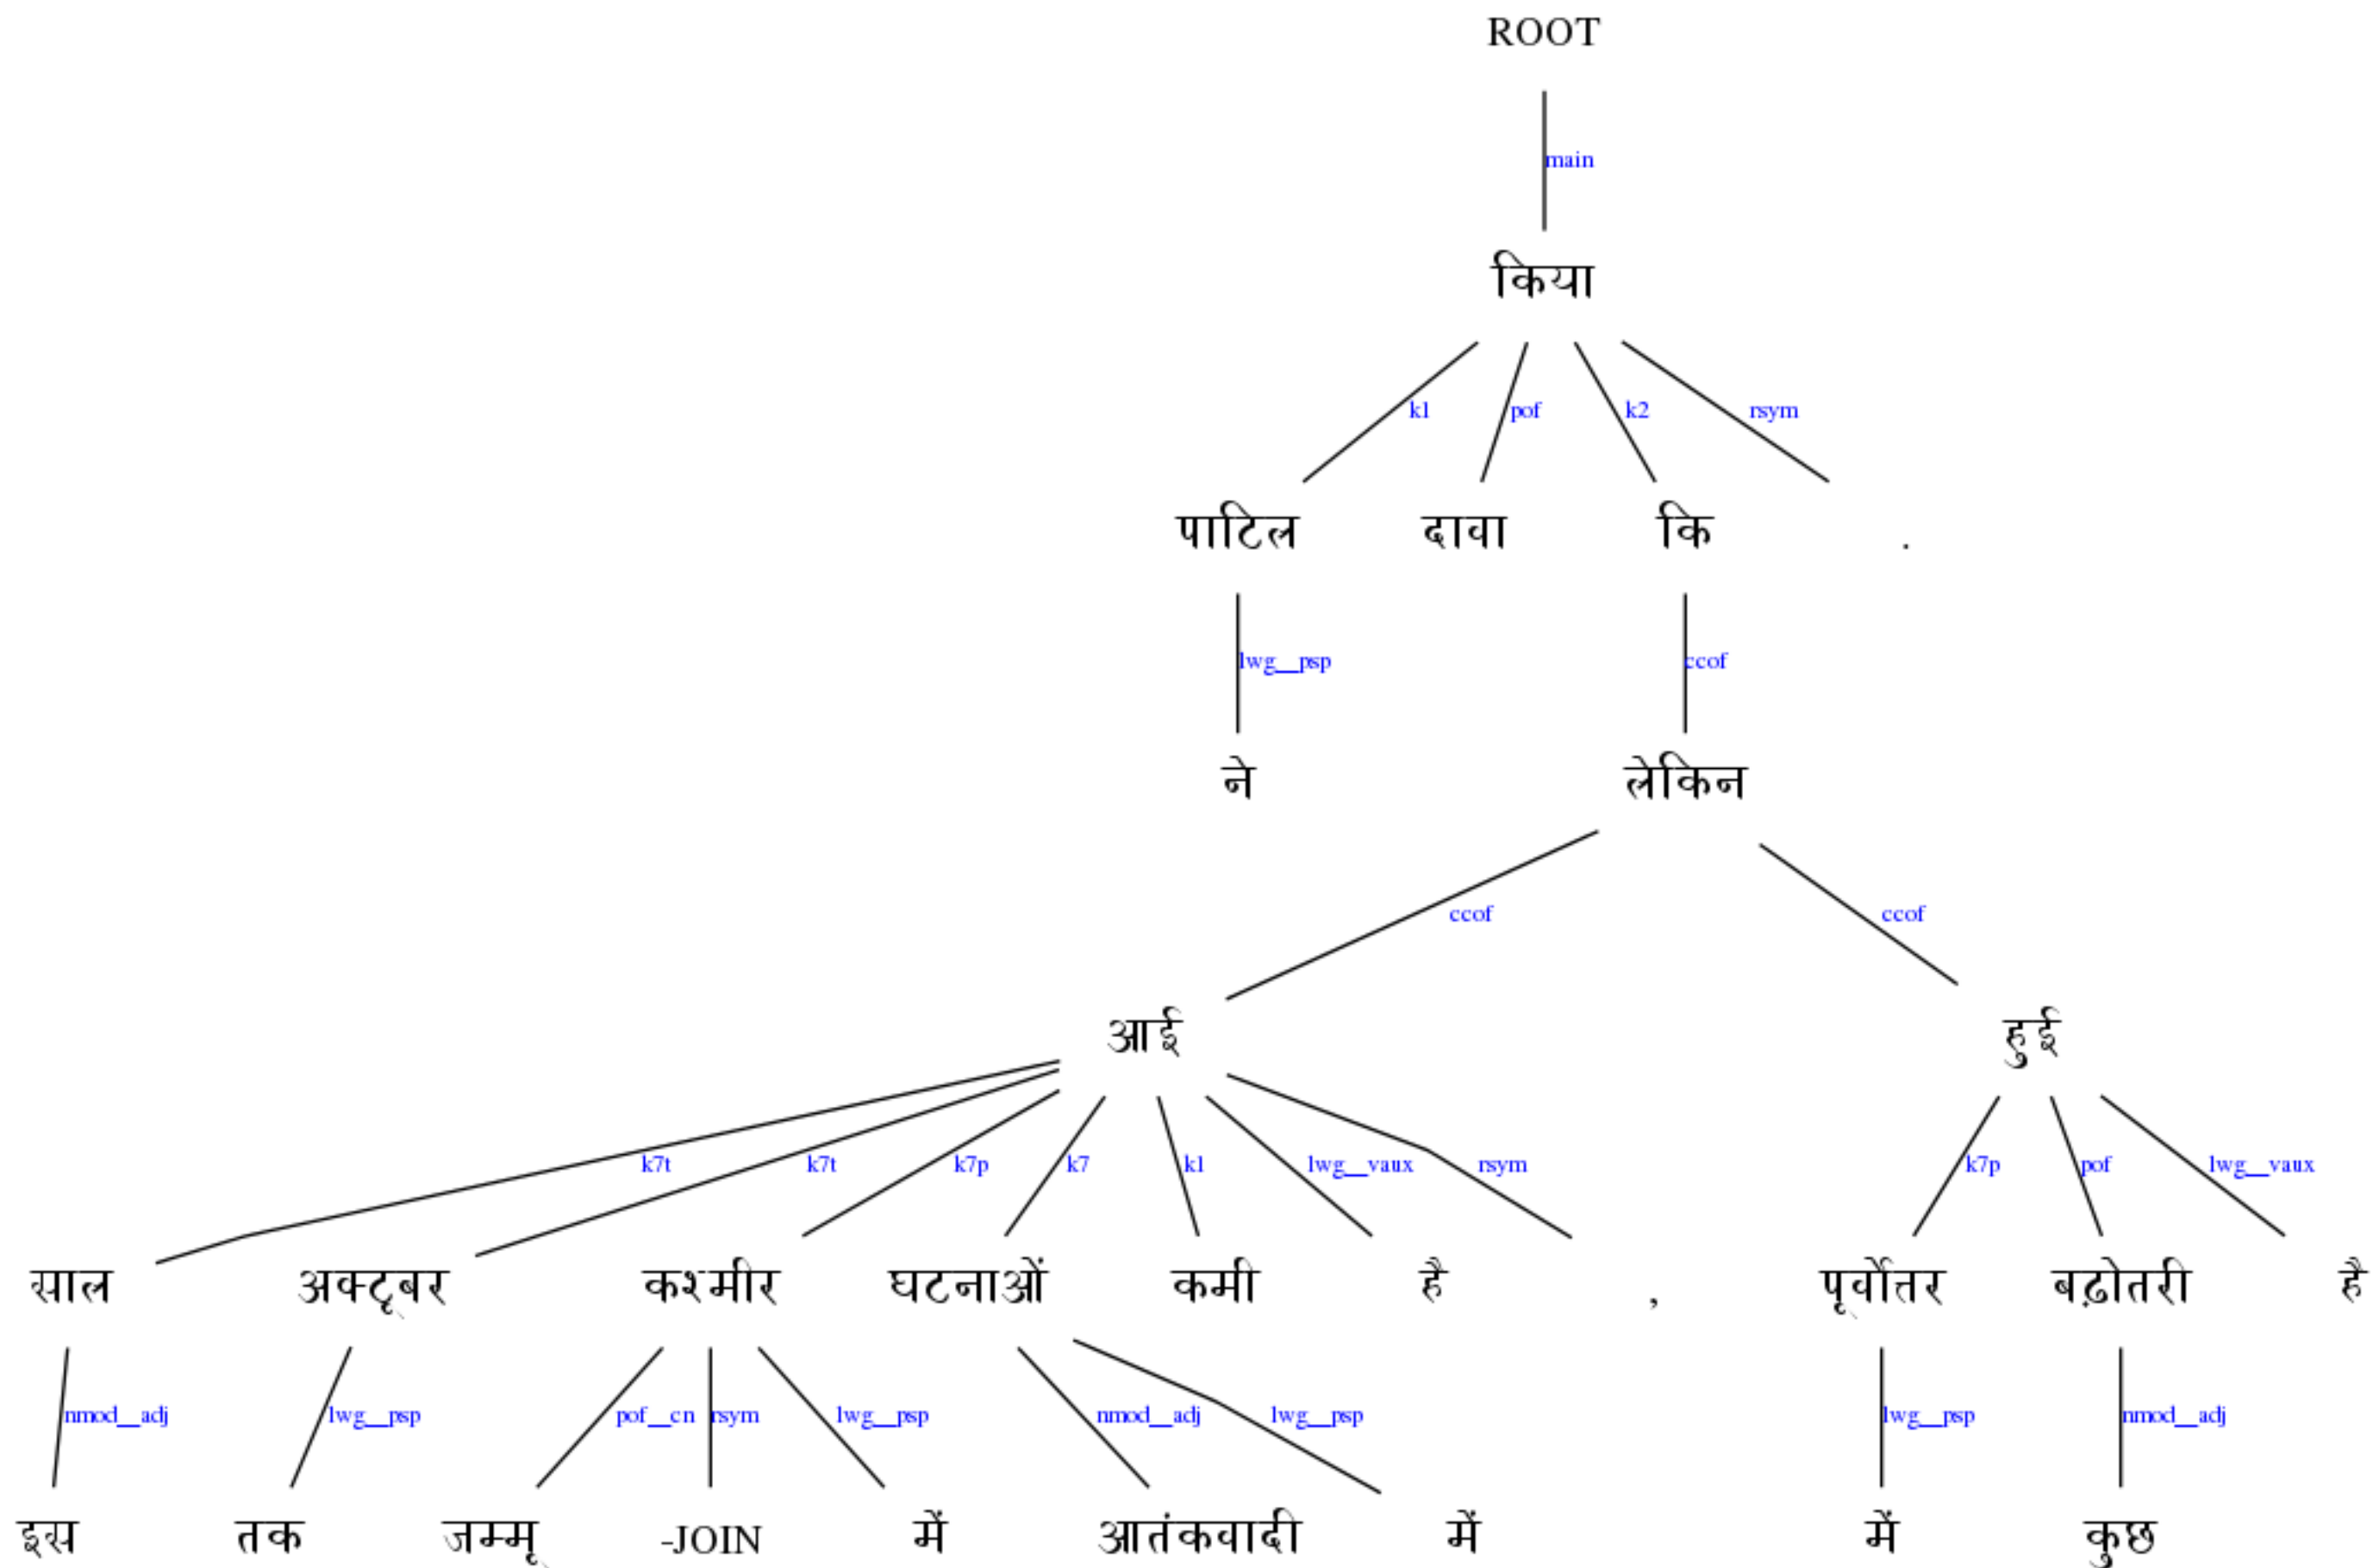 ROOT
main
किया
k1 pof k2 rsym
पाटिल दावा कि .
lwg__psp ccof
ने लेकिन
ccof ccof
आई हुई
k7t k7t k7p k7 k1 lwg__vaux rsym k7p pof lwg__vaux
साल अक्टूबर कश्मीर घटनाओं कमी है , पूर्वोत्तर बढ़ोतरी है
nmod__adj lwg__psp pof__cn rsym lwg__psp nmod__adj lwg__psp lwg__psp nmod__adj
इस तक जम्मू -JOIN में आतंकवादी में में कुछ